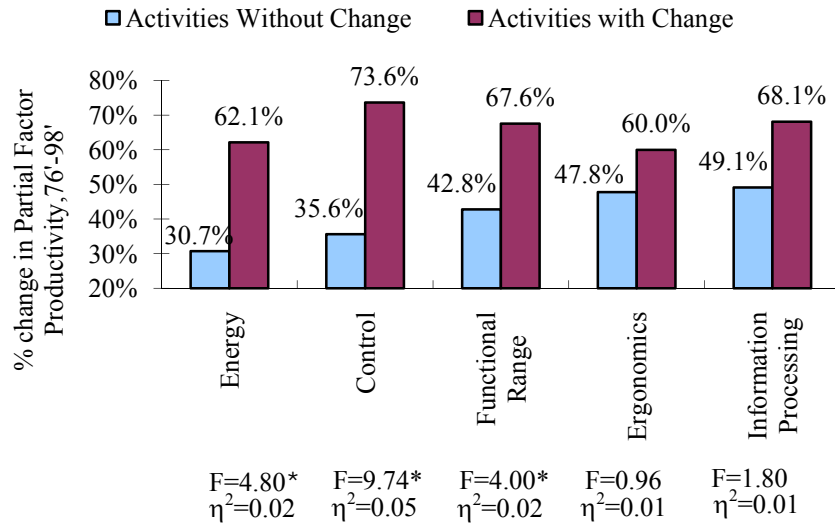 Activities Without Change Activities with Change
% change in Partial Factor
Productivity,76'-98'
80%
70%
60%
50%
40%
30%
20%
30.7% 62.1% 35.6% 73.6% 42.8% 67.6% 47.8% 60.0% 49.1% 68.1%
Energy
Control
Functional
Range
Ergonomics
Information
Processing
F=4.80* F=9.74* F=4.00* F=0.96 F=1.80
η²=0.02 η²=0.05 η²=0.02 η²=0.01 η²=0.01